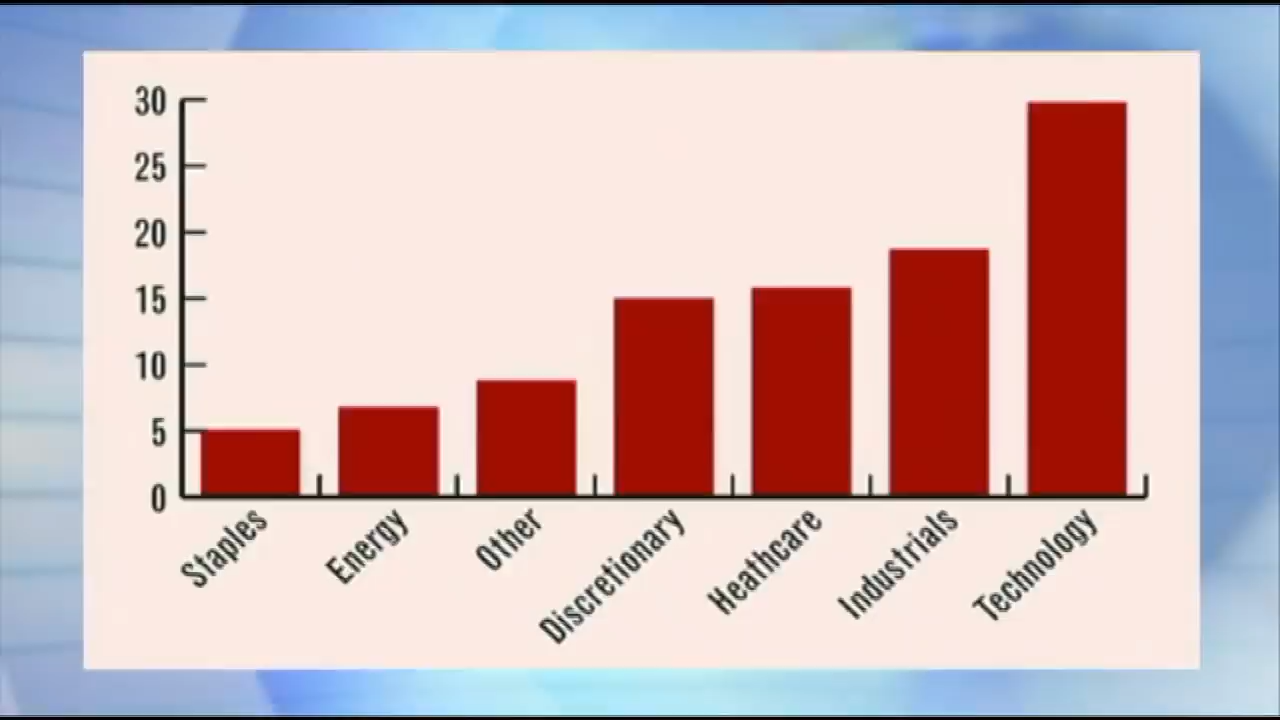 30
25
20
15
10
5
0
Staples
Energy
Other
Discretionary
Heathcare
Industrials
Technology